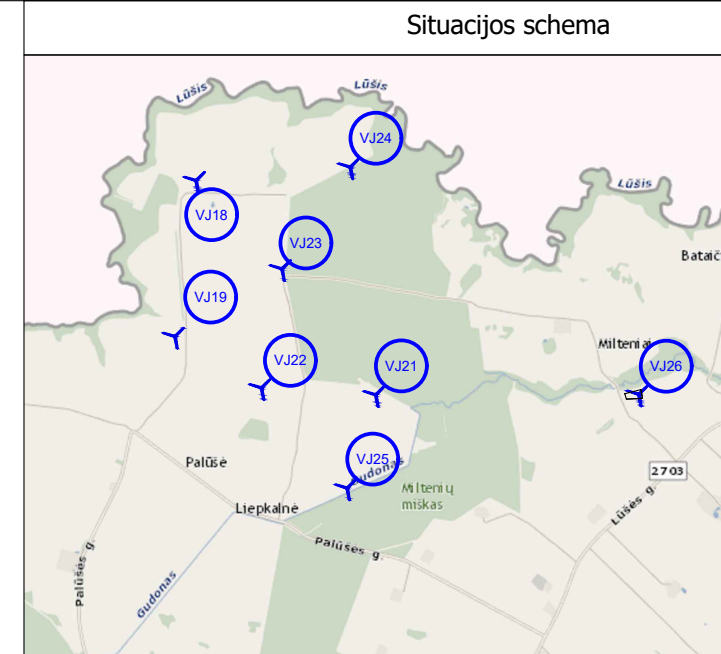 Situacijos schema
Lūšis
Lūšis
VJ24
Lūšis
VJ18
VJ23
Bataič
VJ19
Milteniai
VJ22
VJ21
VJ26
Palūšė
VJ25
Gudonas
2703
Miltenių
miškas
Liepkalnė
Lūšės g.
Palūšės g.
Palūšės g.
Gudonas